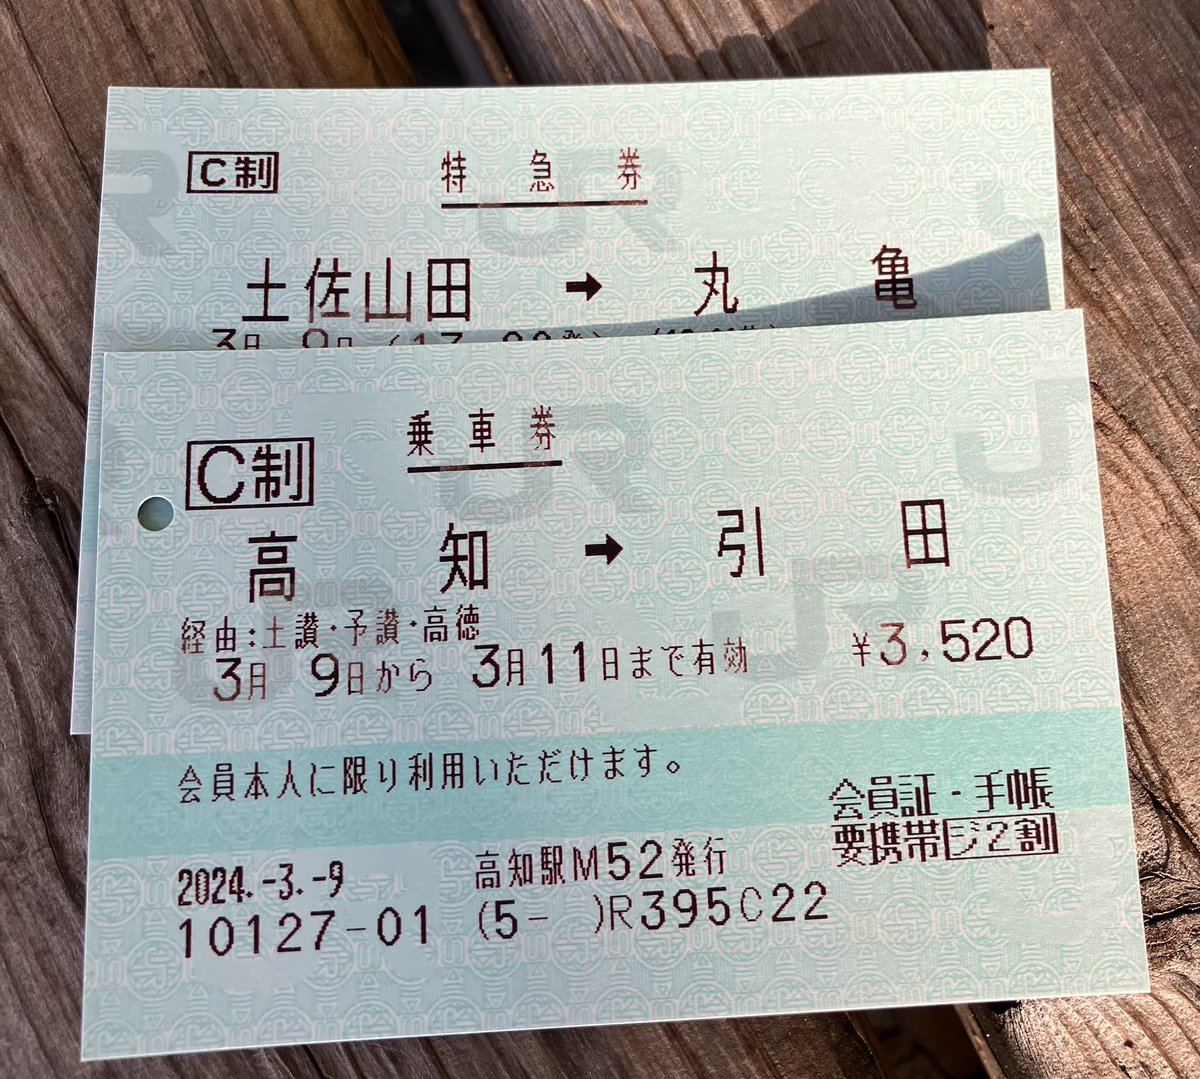 C制 特急券
土佐山田 → 丸亀
3月 9日
C制 乗車券
高知 → 引田
経由:土讃・予讃・高徳
3月 9日から 3月11日まで有効 ¥3,520
会員本人に限り利用いただけます。
会員証・手帳
要携帯 ジ2割
2024.-3.-9 高知駅M52発行
10127-01 (5- )R395C22